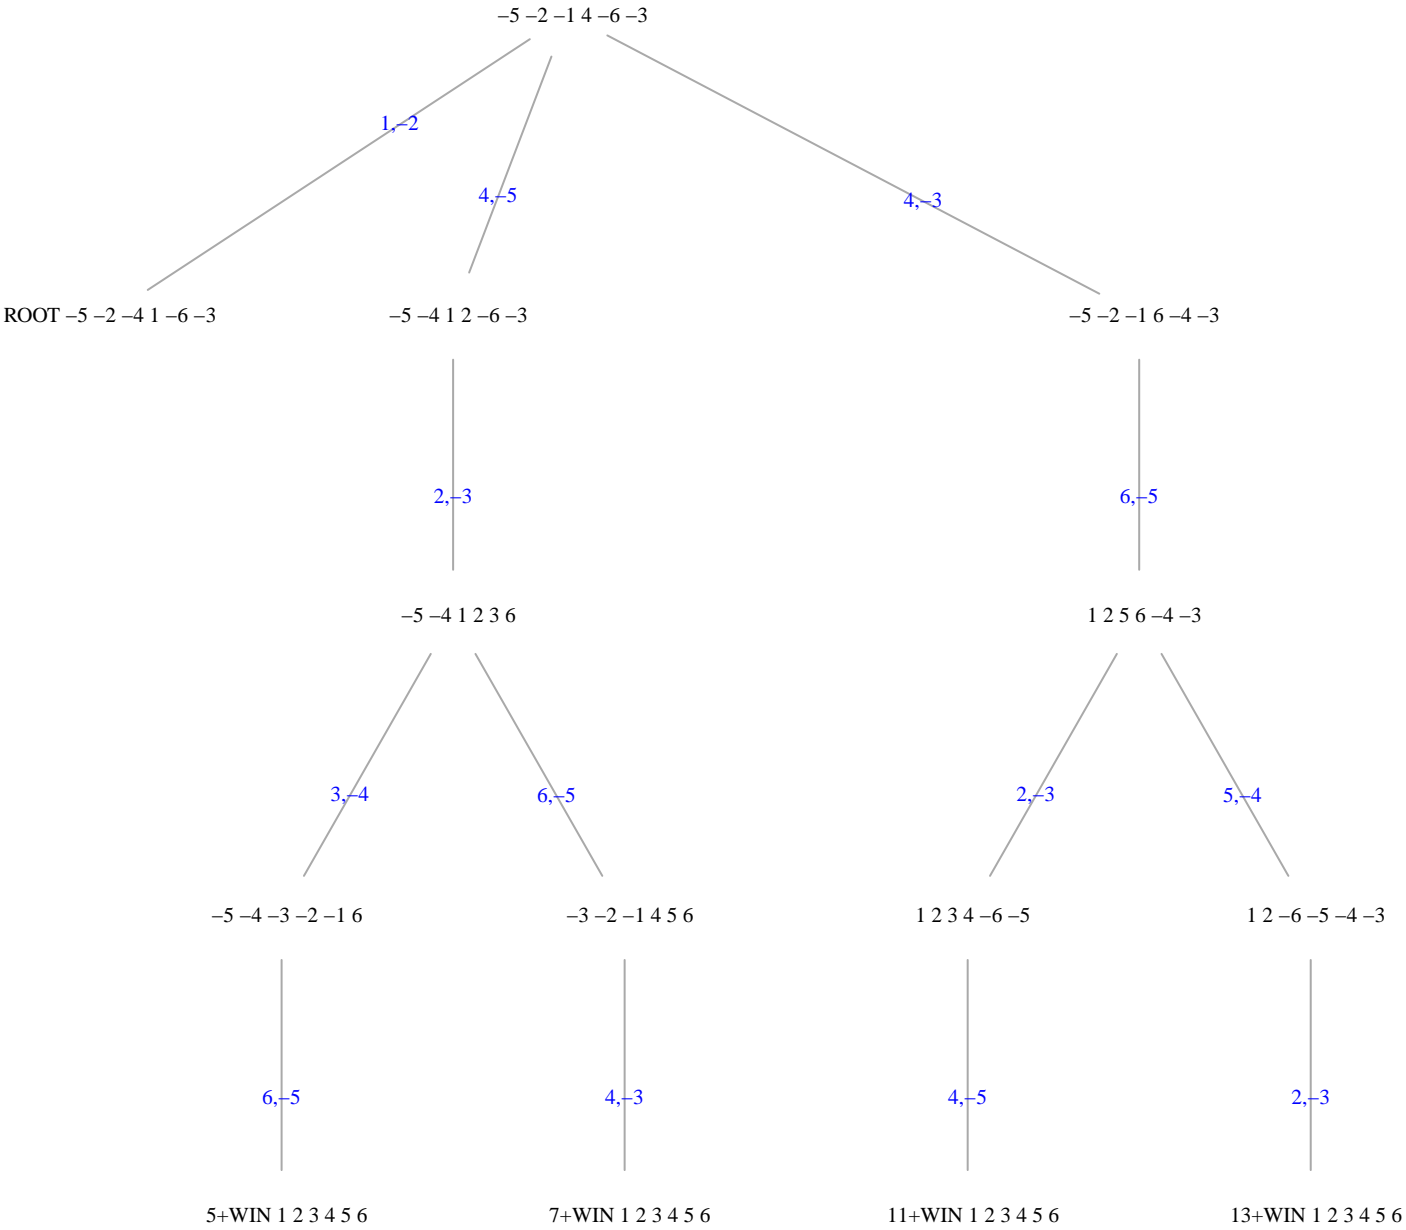 –5 –2 –1 4 –6 –3
1,–2
4,–5
4,–3
ROOT –5 –2 –4 1 –6 –3
–5 –4 1 2 –6 –3
–5 –2 –1 6 –4 –3
2,–3
6,–5
–5 –4 1 2 3 6
1 2 5 6 –4 –3
3,–4
6,–5
2,–3
5,–4
–5 –4 –3 –2 –1 6
–3 –2 –1 4 5 6
1 2 3 4 –6 –5
1 2 –6 –5 –4 –3
6,–5
4,–3
4,–5
2,–3
5+WIN 1 2 3 4 5 6
7+WIN 1 2 3 4 5 6
11+WIN 1 2 3 4 5 6
13+WIN 1 2 3 4 5 6